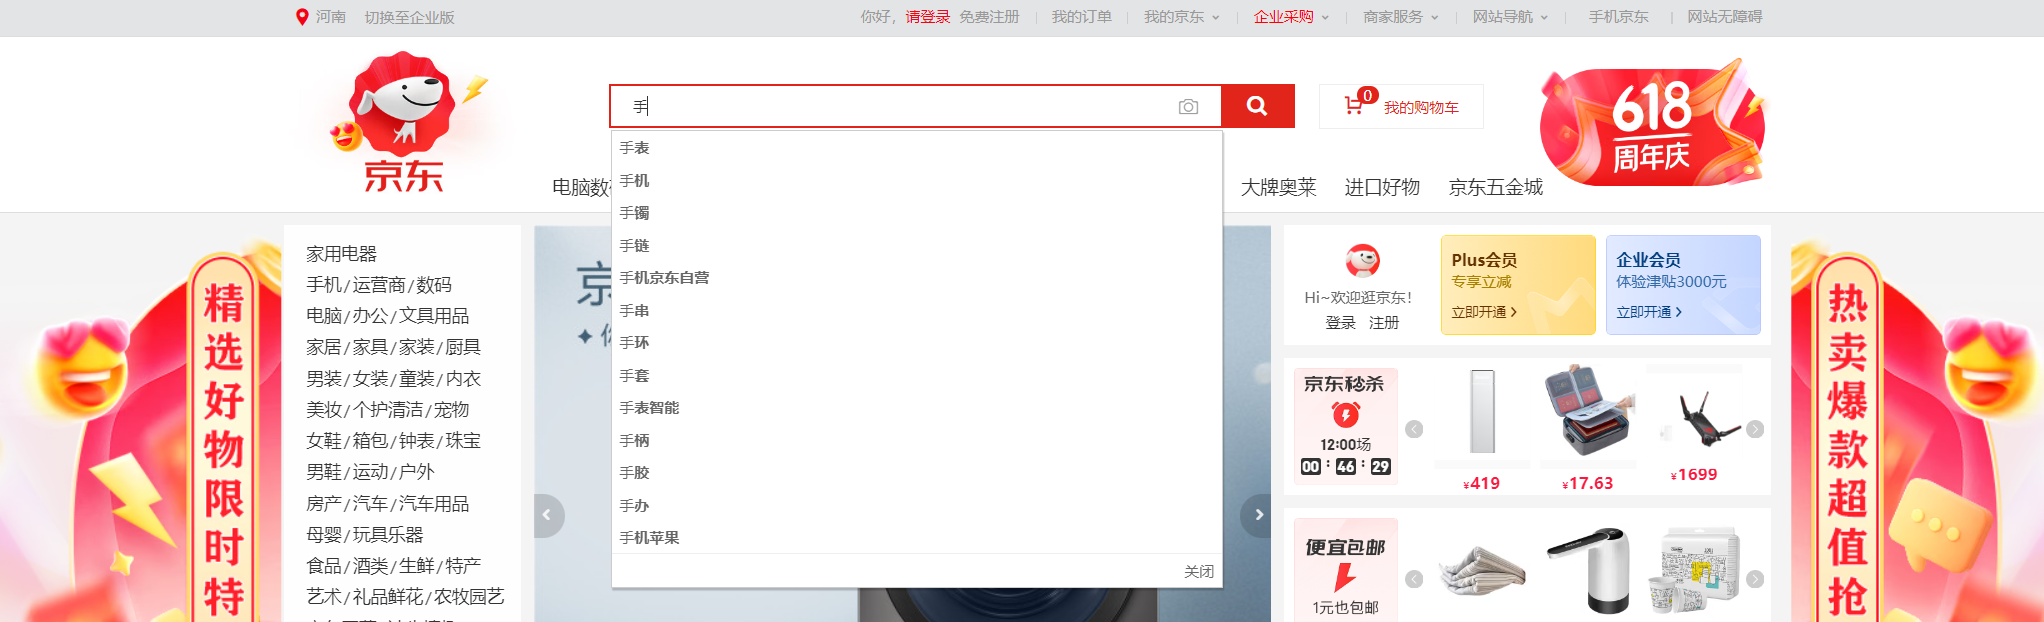 河南 切换至企业版 你好，请登录 免费注册 我的订单 我的京东 企业采购 商家服务 网站导航 手机京东 网站无障碍
京东
手
0 我的购物车
618
周年庆
电脑数
大牌奥莱 进口好物 京东五金城
手表
手机
手镯
手链
手机京东自营
手串
手环
手套
手表智能
手柄
手胶
手办
手机苹果
关闭
精选好物限时特
家用电器
手机/运营商/数码
电脑/办公/文具用品
家居/家具/家装/厨具
男装/女装/童装/内衣
美妆/个护清洁/宠物
女鞋/箱包/钟表/珠宝
男鞋/运动/户外
房产/汽车/汽车用品
母婴/玩具乐器
食品/酒类/生鲜/特产
艺术/礼品鲜花/农牧园艺
京
Hi~欢迎逛京东！
登录 注册
Plus会员
专享立减
立即开通
企业会员
体验津贴3000元
立即开通
京东秒杀
12:00场
00:46:29
¥419
¥17.63
¥1699
便宜包邮
1元也包邮
热卖爆款超值抢